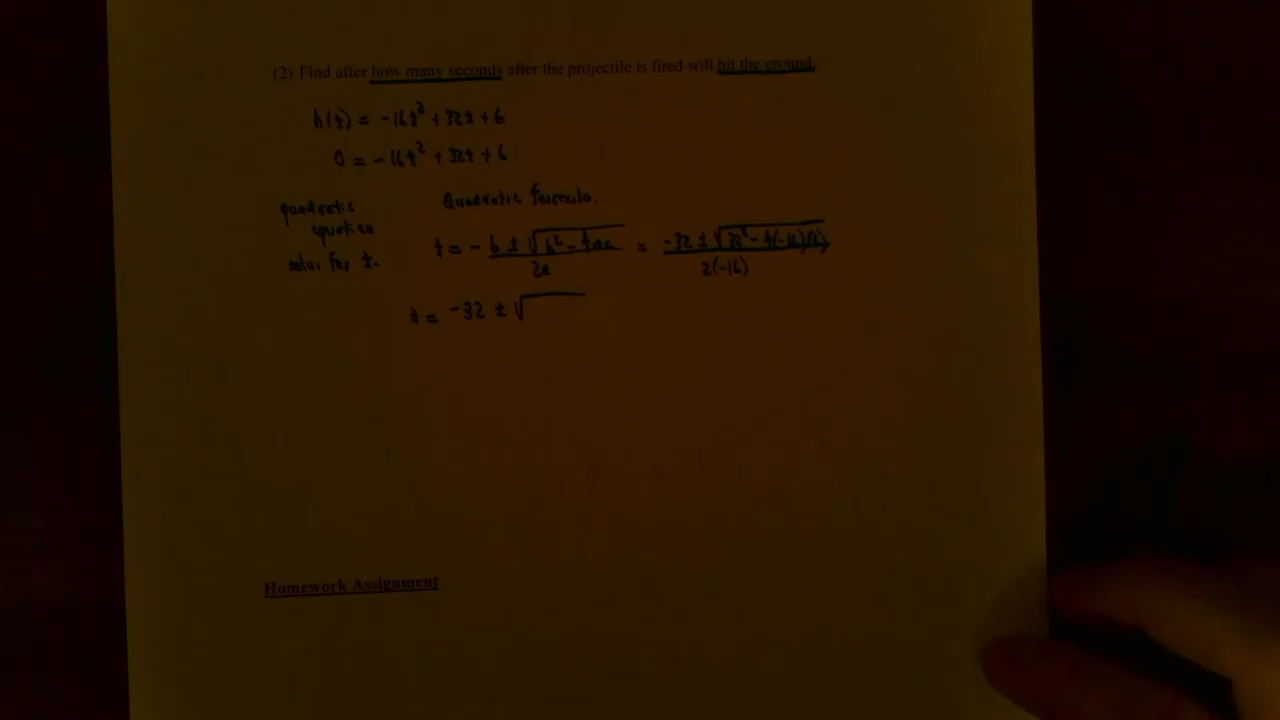 (2) Find after how many seconds after the projectile is fired will hit the ground.
h(t) = -16t² + 32t + 6
0 = -16t² + 32t + 6
quadratic
equation
solve for t.
Quadratic Formula.
t = -b ± √(b² - 4ac) / 2a = -32 ± √(32² - 4(-16)(6)) / 2(-16)
t = -32 ± √
Homework Assignment